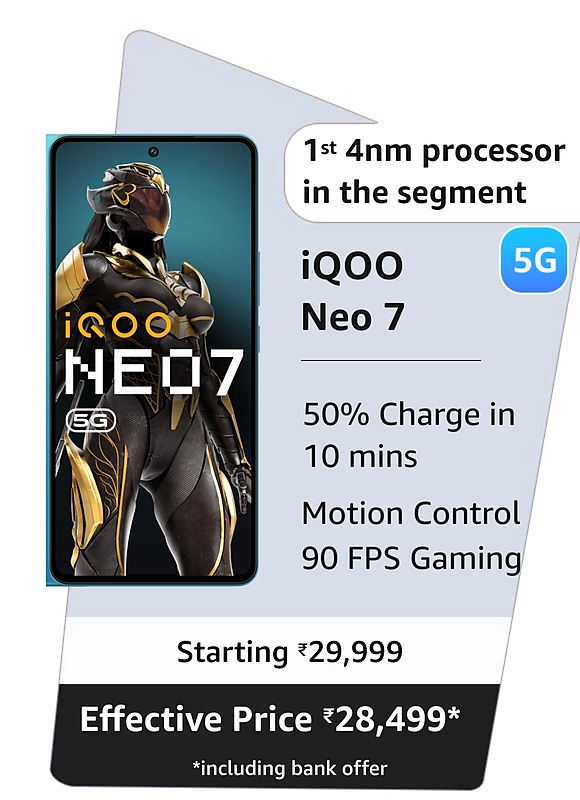 1st 4nm processor
in the segment
5G
iQOO
Neo 7
iQOO
NEO7
5G
50% Charge in
10 mins
Motion Control
90 FPS Gaming
Starting ₹29,999
Effective Price ₹28,499*
*including bank offer